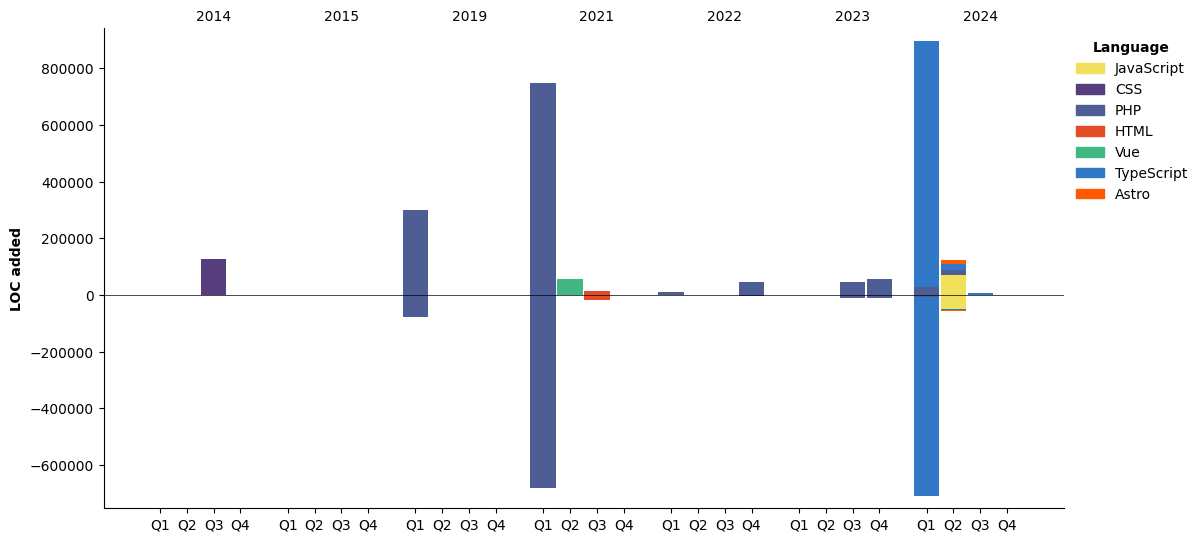 2014 2015 2019 2021 2022 2023 2024
Language
JavaScript
CSS
PHP
HTML
Vue
TypeScript
Astro
LOC added
800000
600000
400000
200000
0
−200000
−400000
−600000
Q1 Q2 Q3 Q4 Q1 Q2 Q3 Q4 Q1 Q2 Q3 Q4 Q1 Q2 Q3 Q4 Q1 Q2 Q3 Q4 Q1 Q2 Q3 Q4 Q1 Q2 Q3 Q4